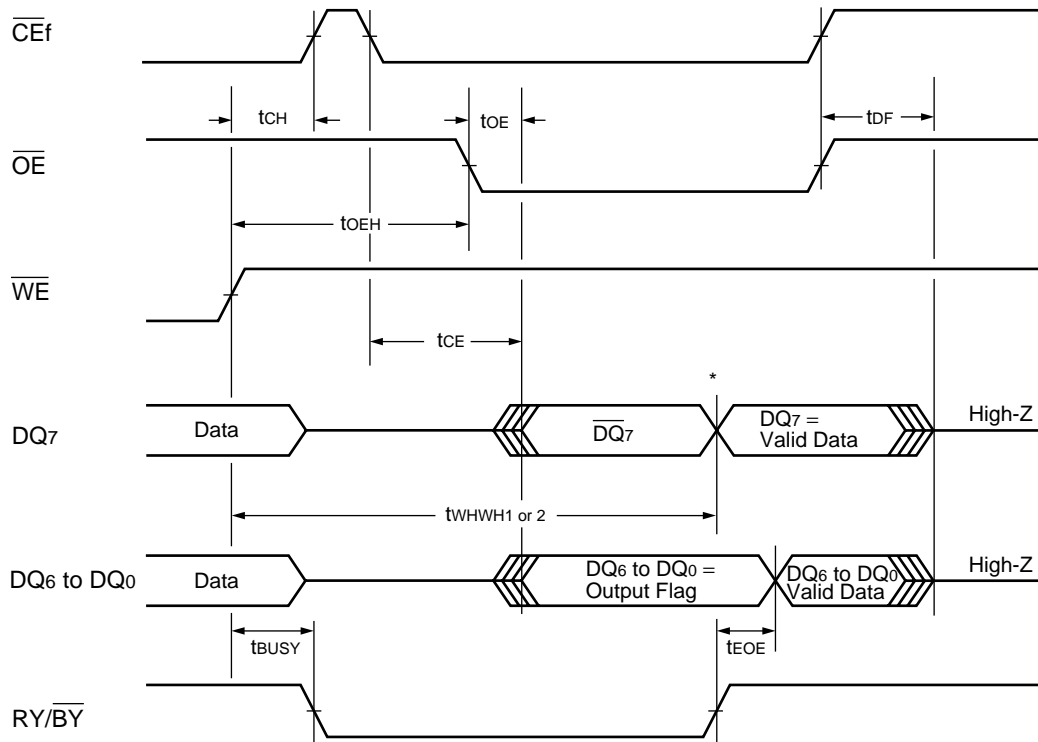 CEf
tCH
tOE
tDF
OE
tOEH
WE
tCE
*
DQ7
Data
DQ7
DQ7 =
Valid Data
High-Z
tWHWH1 or 2
DQ6 to DQ0
Data
DQ6 to DQ0 =
Output Flag
DQ6 to DQ0
Valid Data
High-Z
tBUSY
tEOE
RY/BY